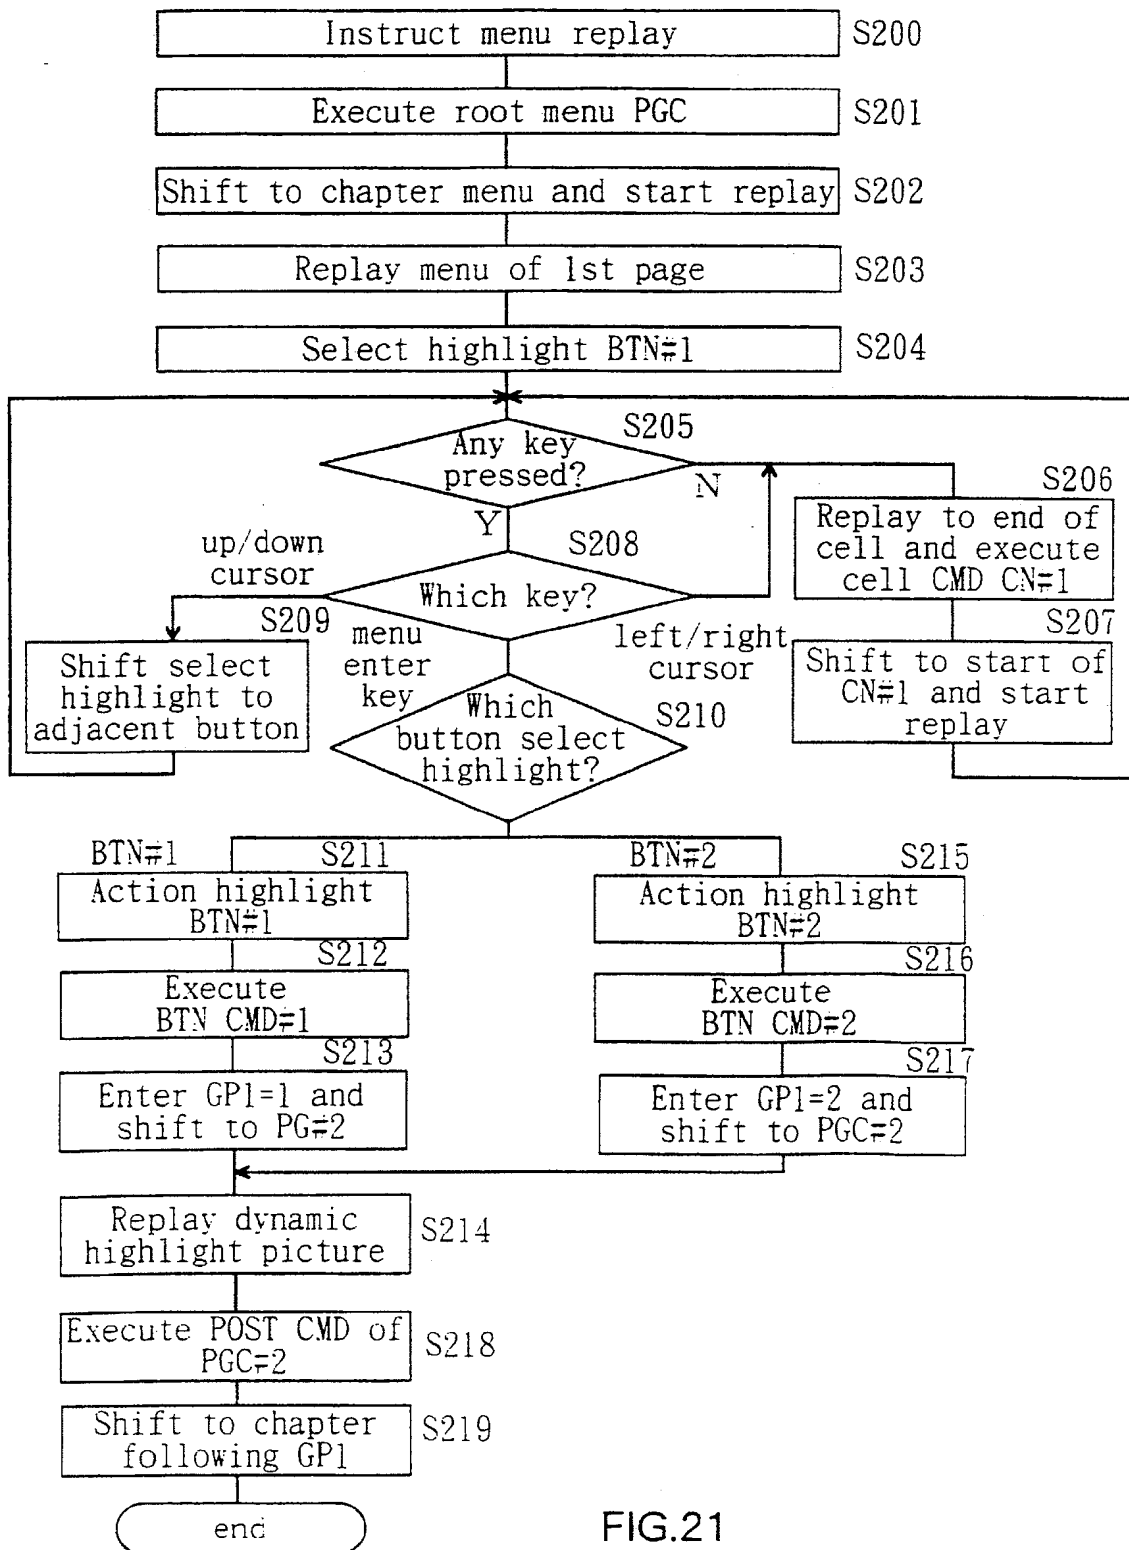 Instruct menu replay
S200
Execute root menu PGC
S201
Shift to chapter menu and start replay
S202
Replay menu of 1st page
S203
Select highlight BTN#1
S204
S205
Any key
pressed?
N
Y
S206
Replay to end of
cell and execute
cell CMD CN#1
S207
Shift to start of
CN#1 and start
replay
S208
Which key?
up/down
cursor
S209
Shift select
highlight to
adjacent button
menu
enter
key
left/right
cursor
S210
Which
button select
highlight?
BTN#1
S211
Action highlight
BTN#1
S212
Execute
BTN CMD#1
S213
Enter GP1=1 and
shift to PG#2
BTN#2
S215
Action highlight
BTN#2
S216
Execute
BTN CMD#2
S217
Enter GP1=2 and
shift to PGC#2
Replay dynamic
highlight picture
S214
Execute POST CMD of
PGC#2
S218
Shift to chapter
following GP1
S219
end
FIG.21